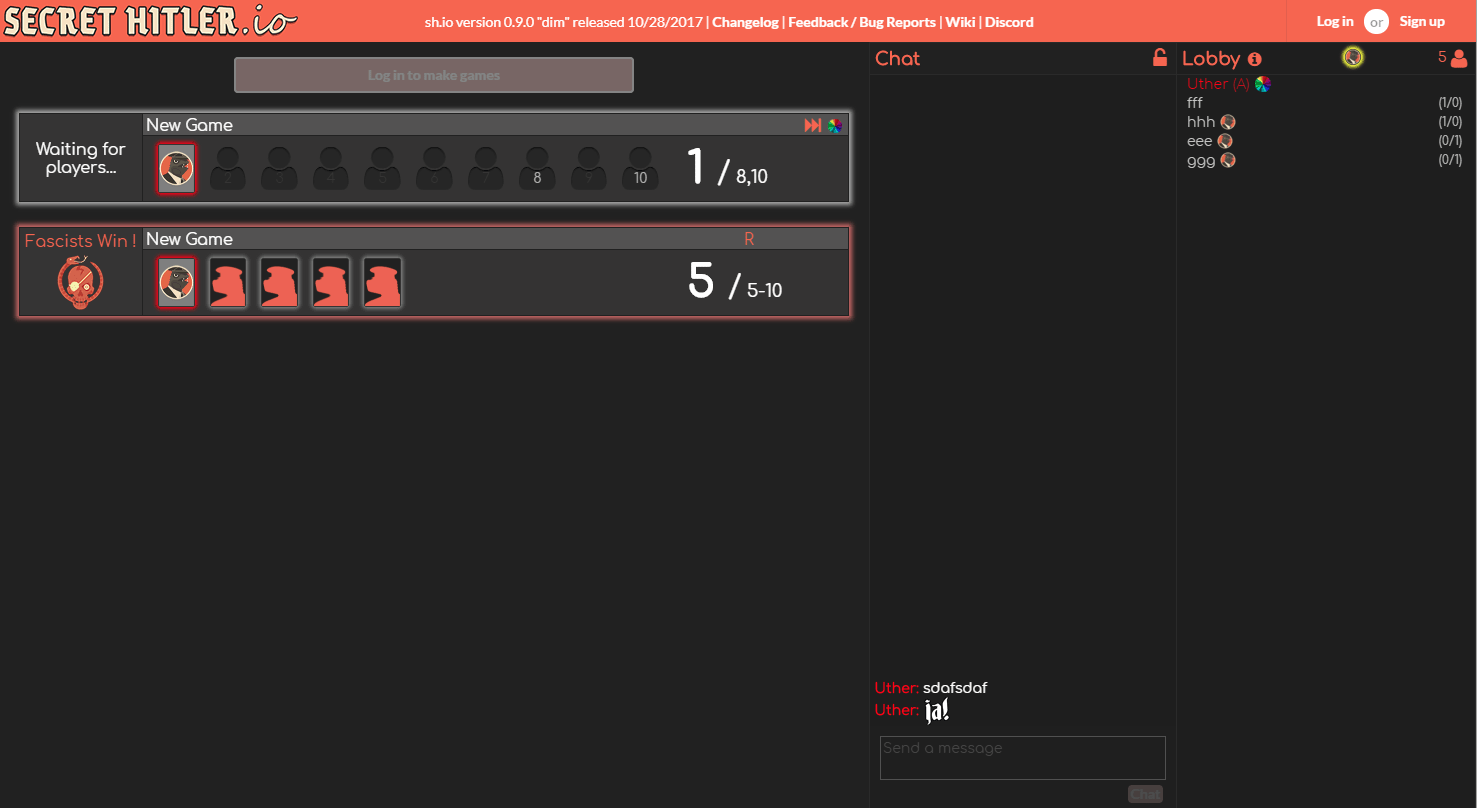 SECRET HITLER.io
sh.io version 0.9.0 "dim" released 10/28/2017 | Changelog | Feedback / Bug Reports | Wiki | Discord
Log in or Sign up
Log in to make games
New Game
Waiting for
players...
2 3 4 5 6 7 8 9 10
1 / 8,10
Fascists Win !
New Game
R
5 / 5-10
Chat
Uther: sdafsdaf
Uther: ja!
Send a message
Chat
Lobby
5
Uther (A)
fff (1/0)
hhh (1/0)
eee (0/1)
ggg (0/1)